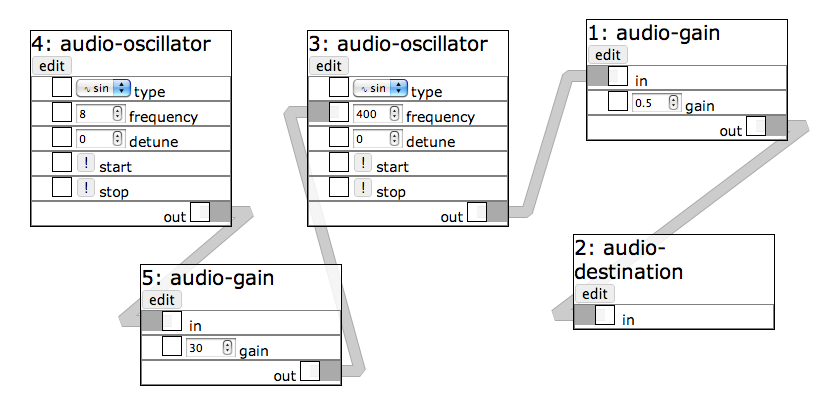 4: audio-oscillator
edit
∿ sin type
8 frequency
0 detune
! start
! stop
out
3: audio-oscillator
edit
∿ sin type
400 frequency
0 detune
! start
! stop
out
1: audio-gain
edit
in
0.5 gain
out
5: audio-gain
edit
in
30 gain
out
2: audio-
destination
edit
in